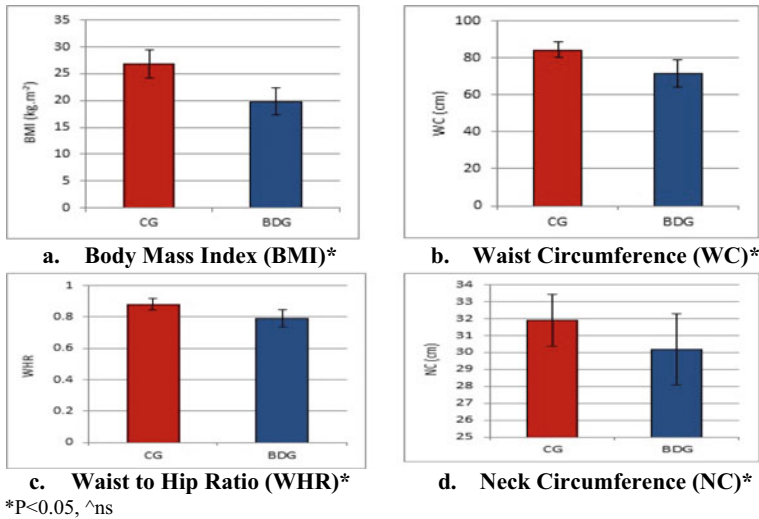 35
30
25
20
15
10
5
0
BMI (kg.m²)
CG
BDG
a. Body Mass Index (BMI)*
100
80
60
40
20
0
WC (cm)
CG
BDG
b. Waist Circumference (WC)*
1
0.8
0.6
0.4
0.2
0
WHR
CG
BDG
c. Waist to Hip Ratio (WHR)*
34
33
32
31
30
29
28
27
26
25
NC (cm)
CG
BDG
d. Neck Circumference (NC)*
*P<0.05, ^ns